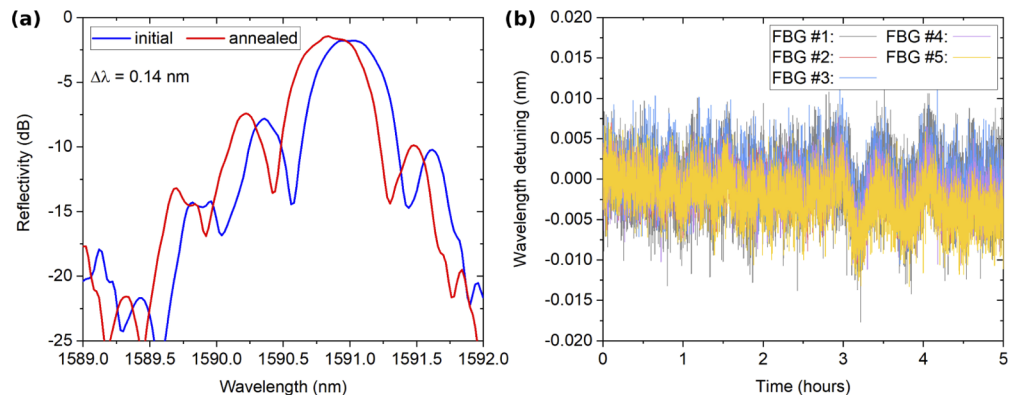 (a)
initial annealed
Δλ = 0.14 nm
Reflectivity (dB)
0
-5
-10
-15
-20
-25
1589.0 1589.5 1590.0 1590.5 1591.0 1591.5 1592.0
Wavelength (nm)
(b)
FBG #1: FBG #4:
FBG #2: FBG #5:
FBG #3:
Wavelength detuning (nm)
0.020
0.015
0.010
0.005
0.000
-0.005
-0.010
-0.015
-0.020
0 1 2 3 4 5
Time (hours)